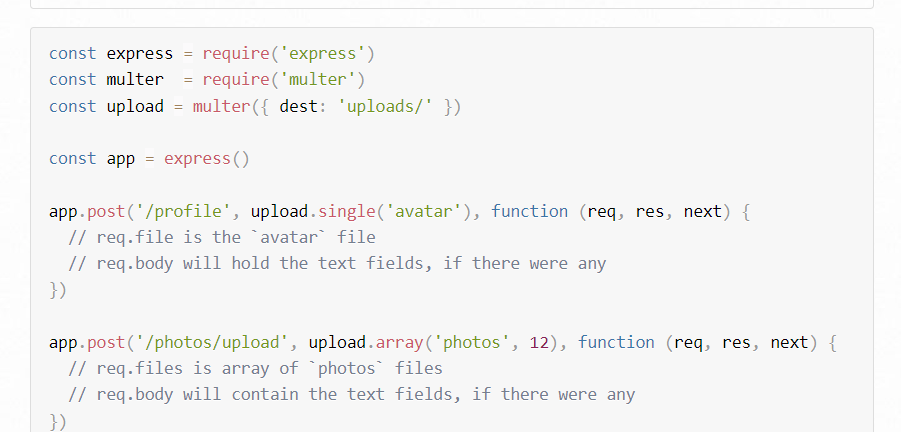 const express = require('express')
const multer  = require('multer')
const upload = multer({ dest: 'uploads/' })
const app = express()
app.post('/profile', upload.single('avatar'), function (req, res, next) {
  // req.file is the `avatar` file
  // req.body will hold the text fields, if there were any
})
app.post('/photos/upload', upload.array('photos', 12), function (req, res, next) {
  // req.files is array of `photos` files
  // req.body will contain the text fields, if there were any
})